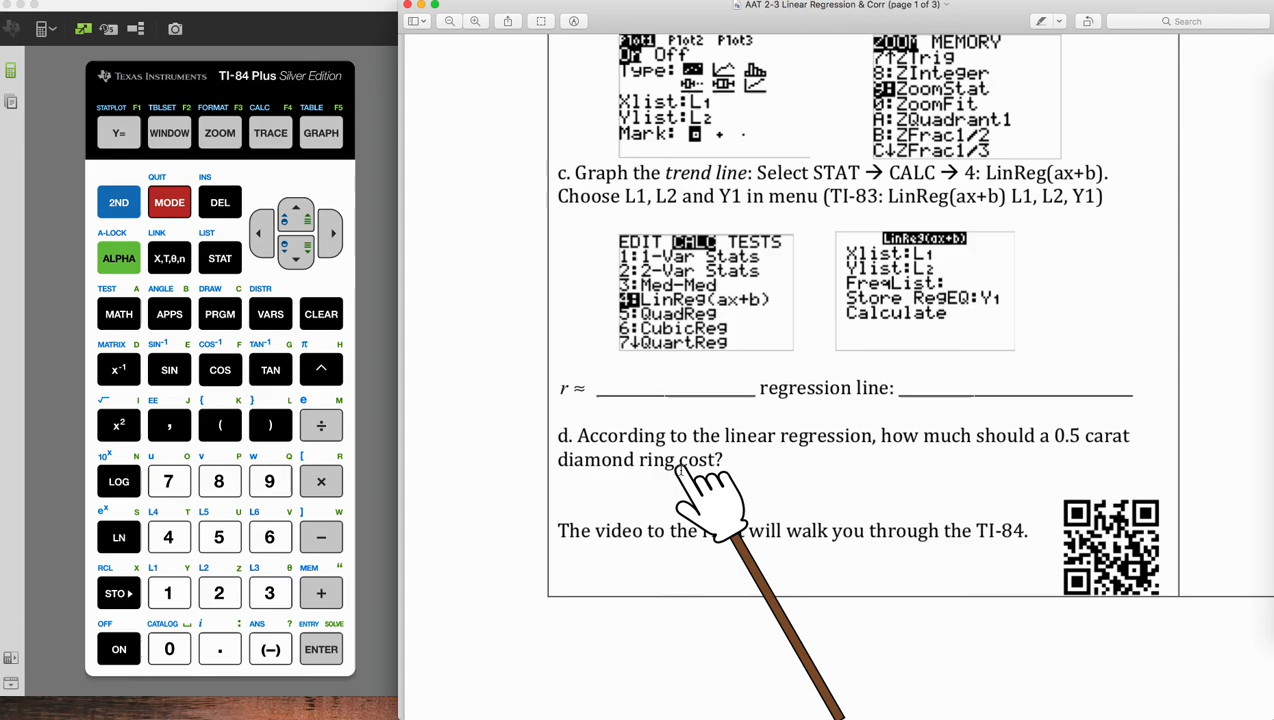 AAT 2-3 Linear Regression & Corr (page 1 of 3)
Search
TEXAS INSTRUMENTS TI-84 Plus Silver Edition
STATPLOT F1 TBLSET F2 FORMAT F3 CALC F4 TABLE F5
Y= WINDOW ZOOM TRACE GRAPH
QUIT INS
2ND MODE DEL
A-LOCK LINK LIST
ALPHA X,T,θ,n STAT
TEST A ANGLE B DRAW C DISTR
MATH APPS PRGM VARS CLEAR
MATRIX D SIN⁻¹ E COS⁻¹ F TAN⁻¹ G π H
x⁻¹ SIN COS TAN ^
√ I EE J { K } L e M
x² , ( ) ÷
10ˣ N u O v P w Q [ R
LOG 7 8 9 ×
eˣ S L4 T L5 U L6 V ] W
LN 4 5 6 −
RCL X L1 Y L2 Z L3 θ MEM “
STO▸ 1 2 3 +
OFF CATALOG ⎵ i : ANS ? ENTRY SOLVE
ON 0 . (−) ENTER
Plot1 Plot2 Plot3
On Off
Type:
Xlist:L₁
Ylist:L₂
Mark: ▫ + ·
ZOOM MEMORY
7↑ZTrig
8:ZInteger
9:ZoomStat
0:ZoomFit
A:ZQuadrant1
B:ZFrac1/2
C↓ZFrac1/3
c. Graph the trend line: Select STAT → CALC → 4: LinReg(ax+b).
Choose L1, L2 and Y1 in menu (TI-83: LinReg(ax+b) L1, L2, Y1)
EDIT CALC TESTS
1:1-Var Stats
2:2-Var Stats
3:Med-Med
4:LinReg(ax+b)
5:QuadReg
6:CubicReg
7↓QuartReg
LinReg(ax+b)
Xlist:L₁
Ylist:L₂
FreqList:
Store RegEQ:Y₁
Calculate
r ≈ ______________ regression line: ____________________
d. According to the linear regression, how much should a 0.5 carat
diamond ring cost?
The video to the will walk you through the TI-84.